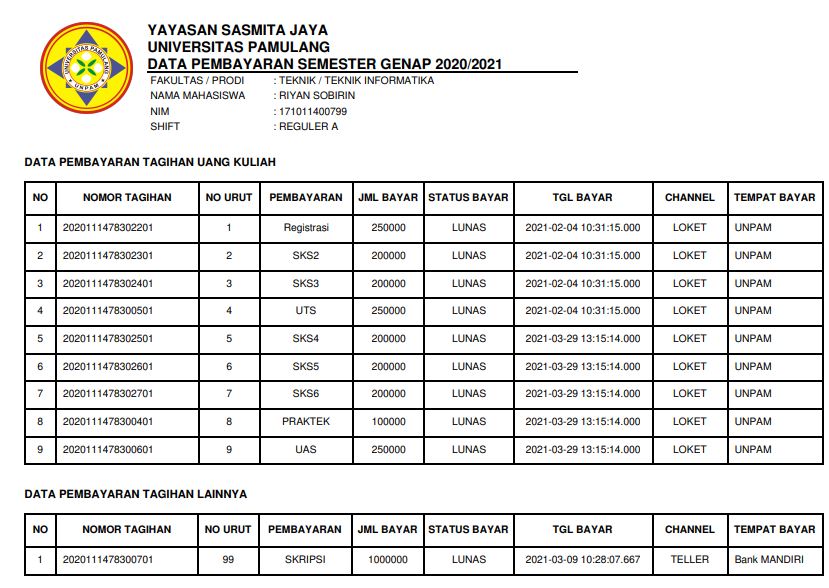 UNIVERSITAS PAMULANG
UNPAM
YAYASAN SASMITA JAYA
UNIVERSITAS PAMULANG
DATA PEMBAYARAN SEMESTER GENAP 2020/2021
FAKULTAS / PRODI : TEKNIK / TEKNIK INFORMATIKA
NAMA MAHASISWA : RIYAN SOBIRIN
NIM : 171011400799
SHIFT : REGULER A
DATA PEMBAYARAN TAGIHAN UANG KULIAH
NO NOMOR TAGIHAN NO URUT PEMBAYARAN JML BAYAR STATUS BAYAR TGL BAYAR CHANNEL TEMPAT BAYAR
1 2020111478302201 1 Registrasi 250000 LUNAS 2021-02-04 10:31:15.000 LOKET UNPAM
2 2020111478302301 2 SKS2 200000 LUNAS 2021-02-04 10:31:15.000 LOKET UNPAM
3 2020111478302401 3 SKS3 200000 LUNAS 2021-02-04 10:31:15.000 LOKET UNPAM
4 2020111478300501 4 UTS 250000 LUNAS 2021-02-04 10:31:15.000 LOKET UNPAM
5 2020111478302501 5 SKS4 200000 LUNAS 2021-03-29 13:15:14.000 LOKET UNPAM
6 2020111478302601 6 SKS5 200000 LUNAS 2021-03-29 13:15:14.000 LOKET UNPAM
7 2020111478302701 7 SKS6 200000 LUNAS 2021-03-29 13:15:14.000 LOKET UNPAM
8 2020111478300401 8 PRAKTEK 100000 LUNAS 2021-03-29 13:15:14.000 LOKET UNPAM
9 2020111478300601 9 UAS 250000 LUNAS 2021-03-29 13:15:14.000 LOKET UNPAM
DATA PEMBAYARAN TAGIHAN LAINNYA
NO NOMOR TAGIHAN NO URUT PEMBAYARAN JML BAYAR STATUS BAYAR TGL BAYAR CHANNEL TEMPAT BAYAR
1 2020111478300701 99 SKRIPSI 1000000 LUNAS 2021-03-09 10:28:07.667 TELLER Bank MANDIRI